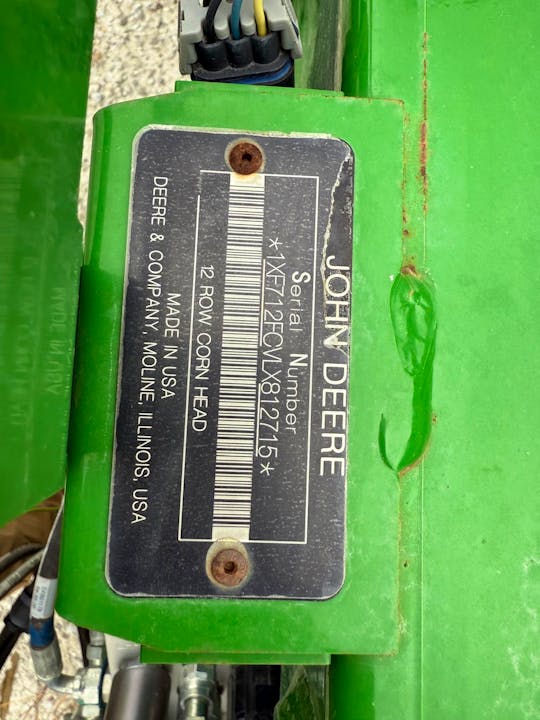 JOHN DEERE
Serial Number
*1XF712FCVLX812715*
12 ROW CORN HEAD
MADE IN USA
DEERE & COMPANY, MOLINE, ILLINOIS, USA